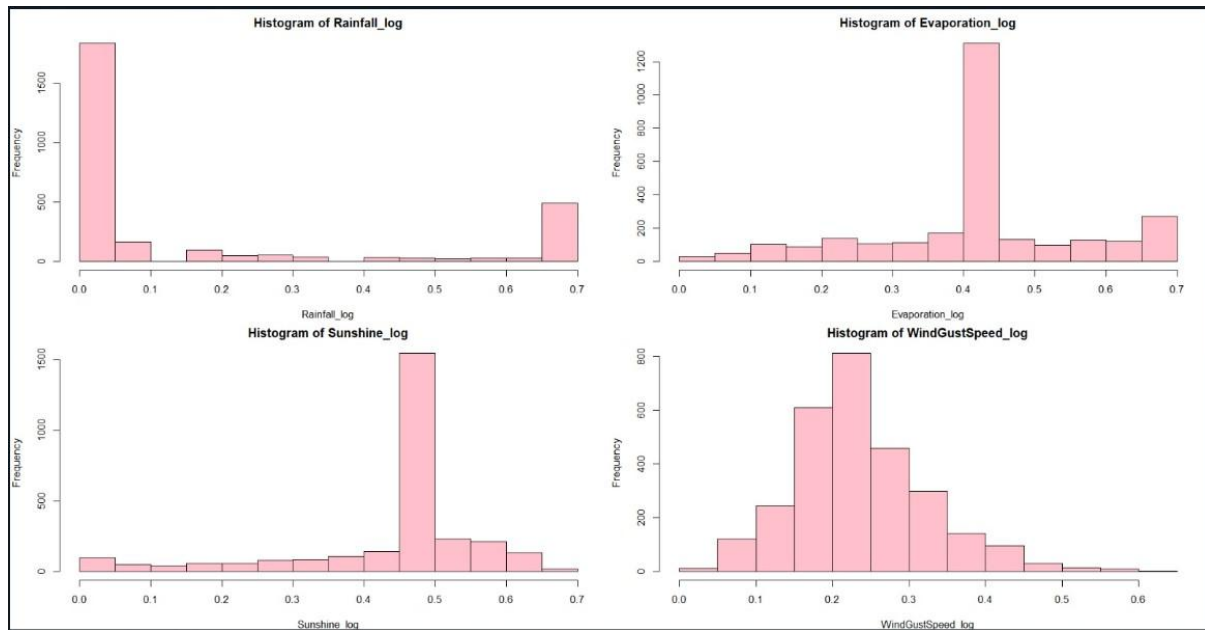 Histogram of Rainfall_log
Frequency
0 500 1000 1500
0.0 0.1 0.2 0.3 0.4 0.5 0.6 0.7
Rainfall_log
Histogram of Evaporation_log
Frequency
0 200 400 600 800 1000 1200
0.0 0.1 0.2 0.3 0.4 0.5 0.6 0.7
Evaporation_log
Histogram of Sunshine_log
Frequency
0 500 1000 1500
0.0 0.1 0.2 0.3 0.4 0.5 0.6 0.7
Sunshine_log
Histogram of WindGustSpeed_log
Frequency
0 200 400 600 800
0.0 0.1 0.2 0.3 0.4 0.5 0.6
WindGustSpeed_log